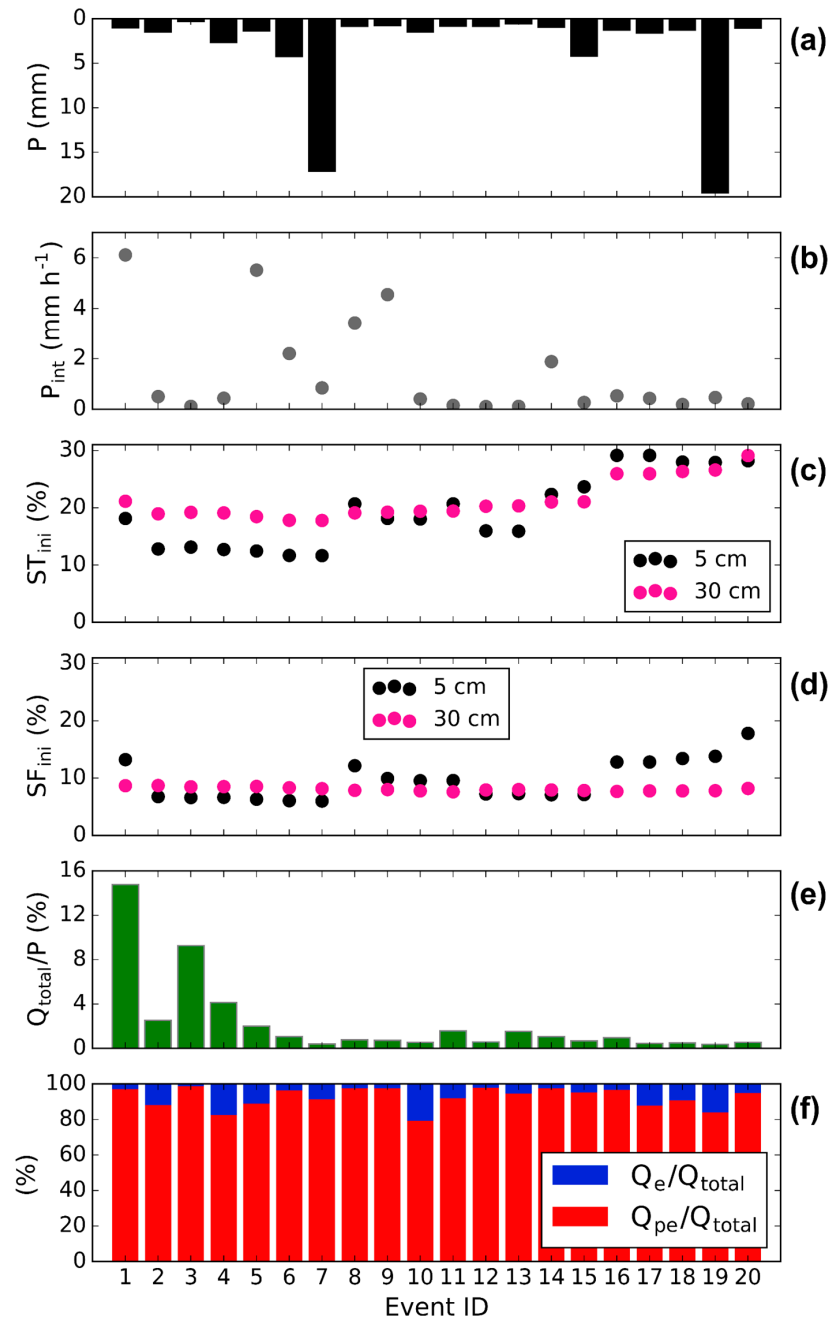 0
5
10
15
20
P (mm)
(a)
6
4
2
0
P_int (mm h^-1)
(b)
30
20
10
0
ST_ini (%)
5 cm
30 cm
(c)
30
20
10
0
SF_ini (%)
5 cm
30 cm
(d)
16
12
8
4
0
Q_total/P (%)
(e)
100
80
60
40
20
0
(%)
Q_e/Q_total
Q_pe/Q_total
(f)
1 2 3 4 5 6 7 8 9 10 11 12 13 14 15 16 17 18 19 20
Event ID